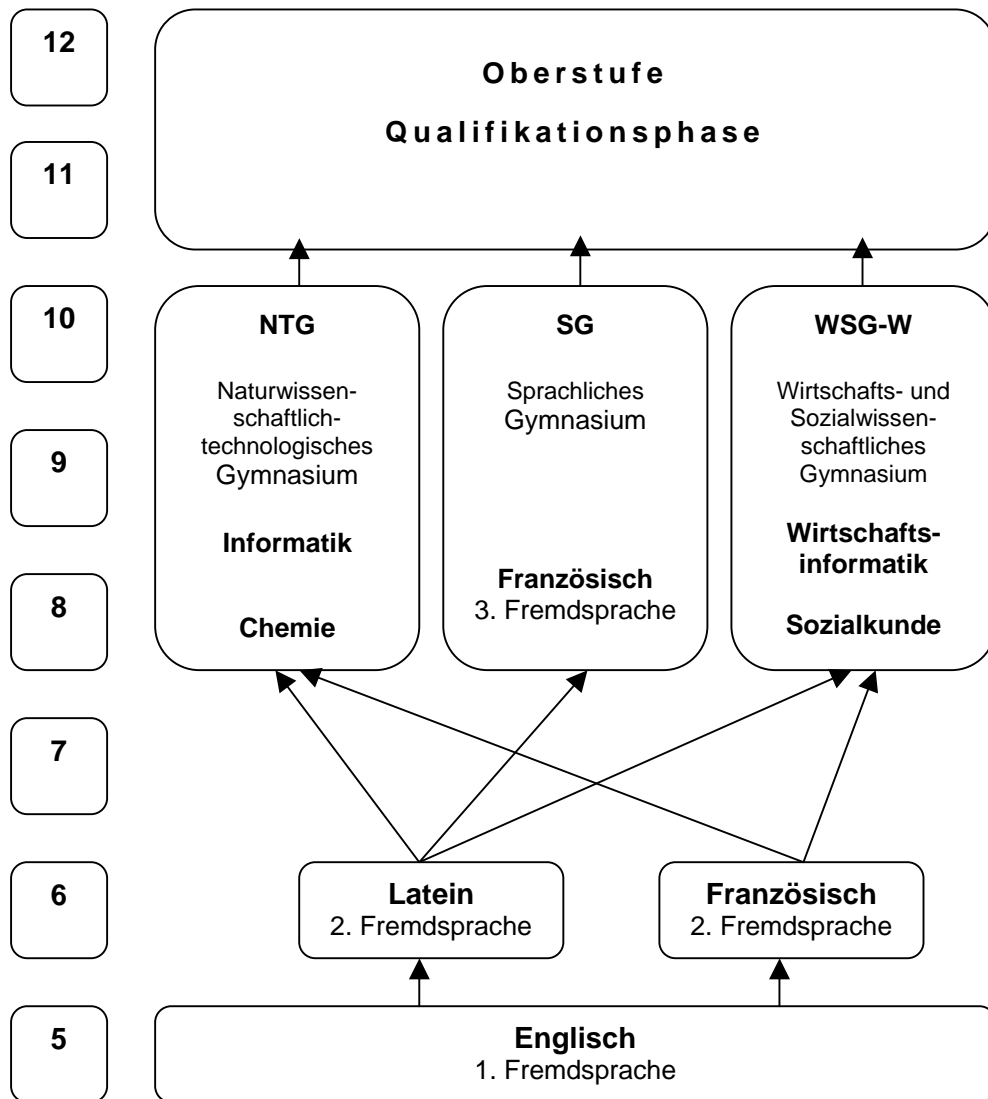 12
Oberstufe
Qualifikationsphase
11
10
NTG
Naturwissen-
schaftlich-
technologisches
Gymnasium
Informatik
Chemie
SG
Sprachliches
Gymnasium
Französisch
3. Fremdsprache
WSG-W
Wirtschafts- und
Sozialwissen-
schaftliches
Gymnasium
Wirtschafts-
informatik
Sozialkunde
9
8
7
6
Latein
2. Fremdsprache
Französisch
2. Fremdsprache
5
Englisch
1. Fremdsprache